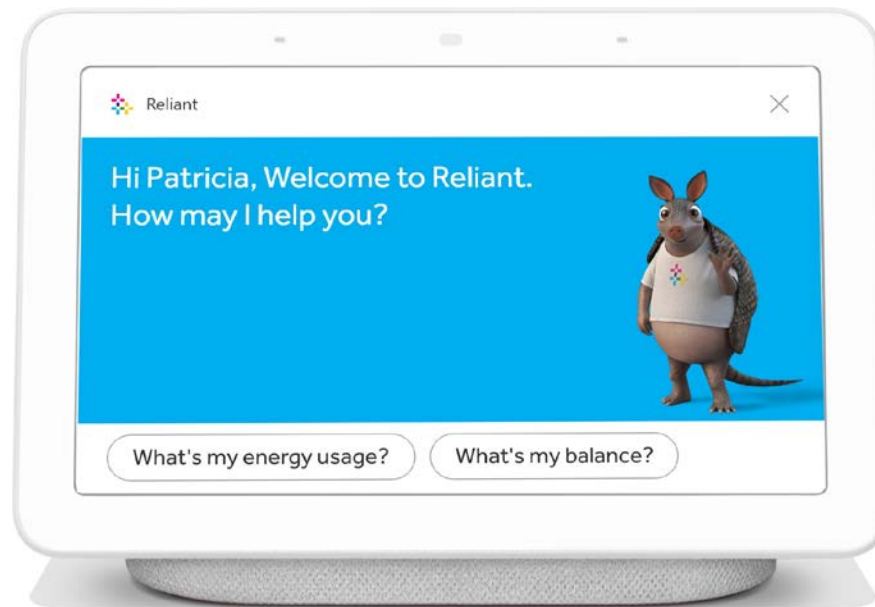 Reliant
Hi Patricia, Welcome to Reliant.
How may I help you?
What's my energy usage?
What's my balance?